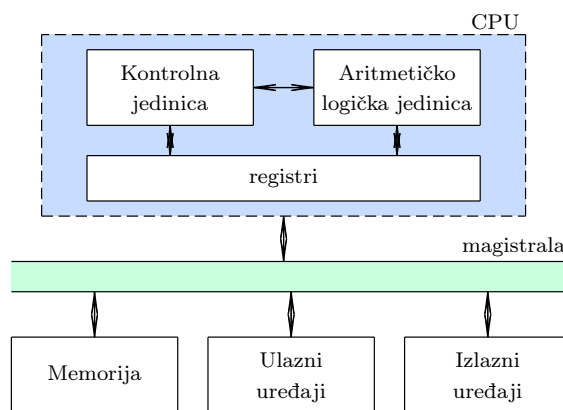 CPU
Kontrolna
jedinica
Aritmetičko
logička jedinica
registri
magistrala
Memorija
Ulazni
uređaji
Izlazni
uređaji